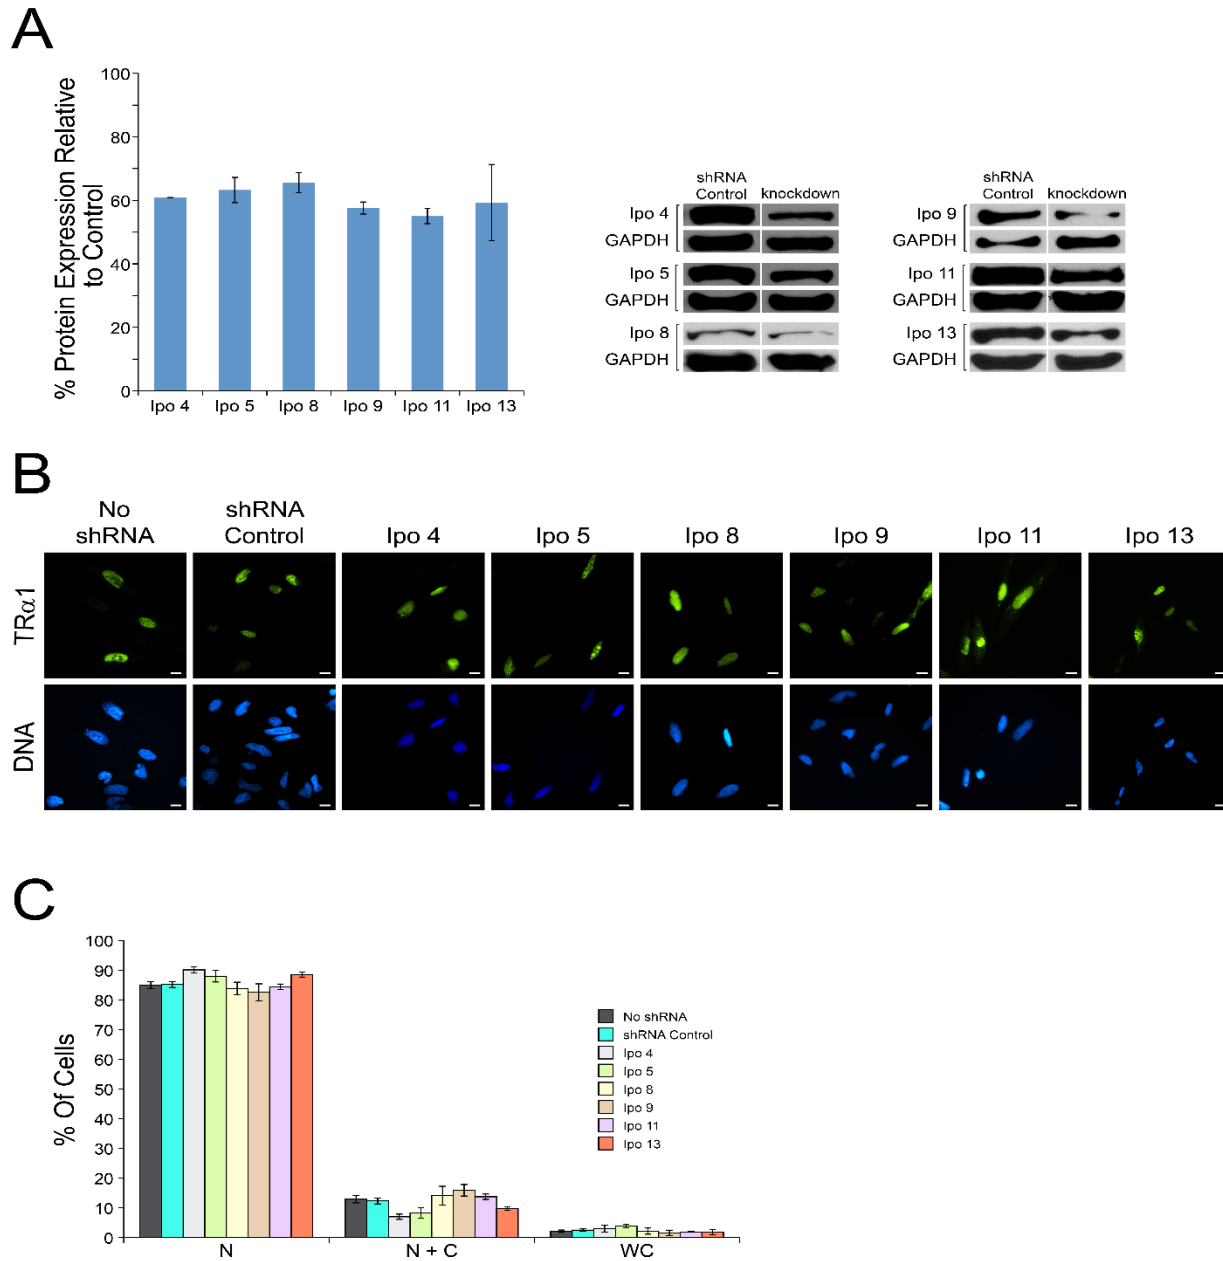 A
% Protein Expression Relative
to Control
100
80
60
40
20
0
Ipo 4 Ipo 5 Ipo 8 Ipo 9 Ipo 11 Ipo 13
shRNA
Control knockdown
Ipo 4
GAPDH
Ipo 5
GAPDH
Ipo 8
GAPDH
shRNA
Control knockdown
Ipo 9
GAPDH
Ipo 11
GAPDH
Ipo 13
GAPDH
B
No
shRNA
shRNA
Control
Ipo 4 Ipo 5 Ipo 8 Ipo 9 Ipo 11 Ipo 13
TRα1
DNA
C
% Of Cells
100
90
80
70
60
50
40
30
20
10
0
N N + C WC
No shRNA
shRNA Control
Ipo 4
Ipo 5
Ipo 8
Ipo 9
Ipo 11
Ipo 13